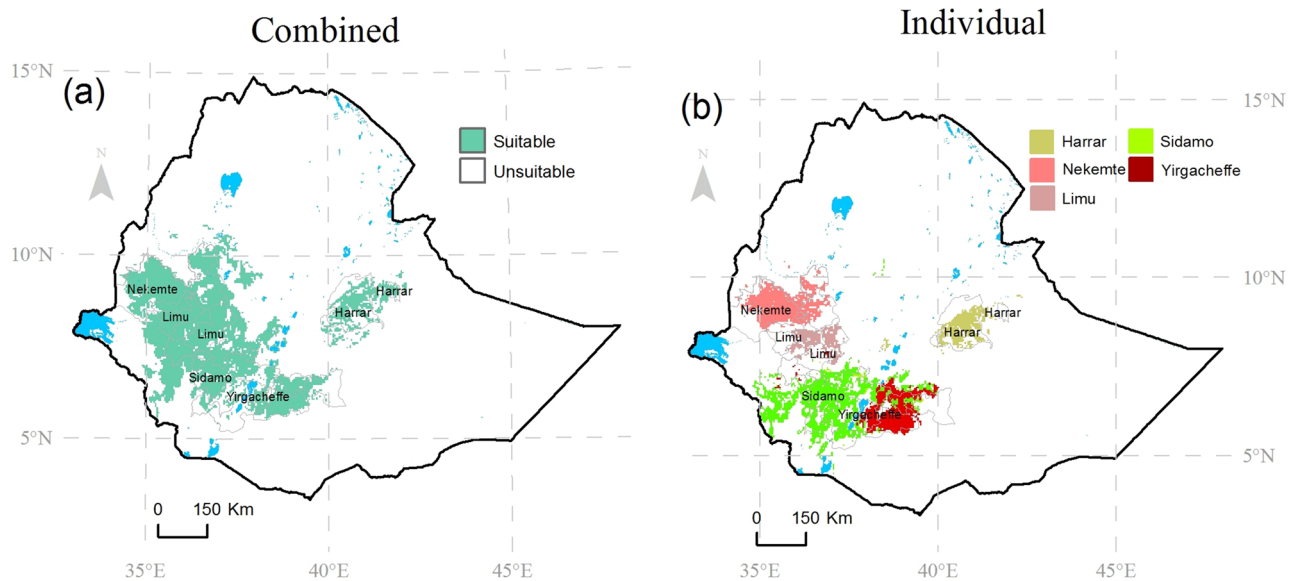 Combined
Individual
(a)
15°N
N
Suitable
Unsuitable
10°N
Nekemte
Limu
Limu
Harrar
Harrar
Sidamo
Yirgacheffe
5°N
0 150 Km
35°E 40°E 45°E
(b)
15°N
N
Harrar
Nekemte
Limu
Sidamo
Yirgacheffe
10°N
Nekemte
Limu
Limu
Harrar
Harrar
Sidamo
Yirgacheffe
5°N
0 150 Km
35°E 40°E 45°E